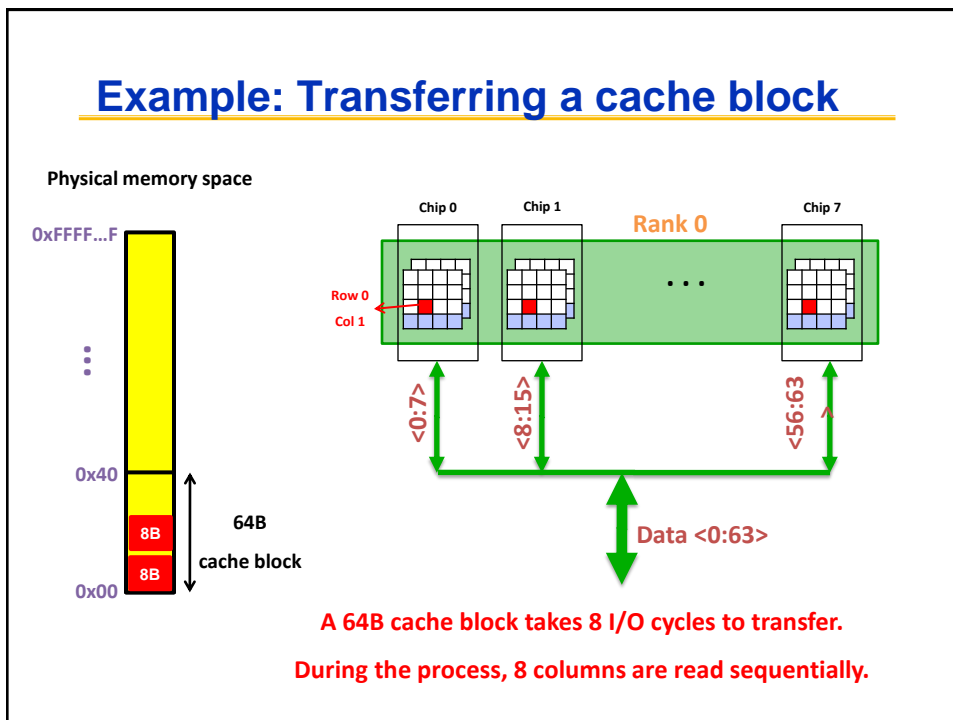 Example: Transferring a cache block
Physical memory space
0xFFFF...F
⋮
0x40
8B
8B
0x00
64B
cache block
Chip 0
Chip 1
Chip 7
Rank 0
. . .
Row 0
Col 1
<0:7>
<8:15>
<56:63
>
Data <0:63>
A 64B cache block takes 8 I/O cycles to transfer.
During the process, 8 columns are read sequentially.